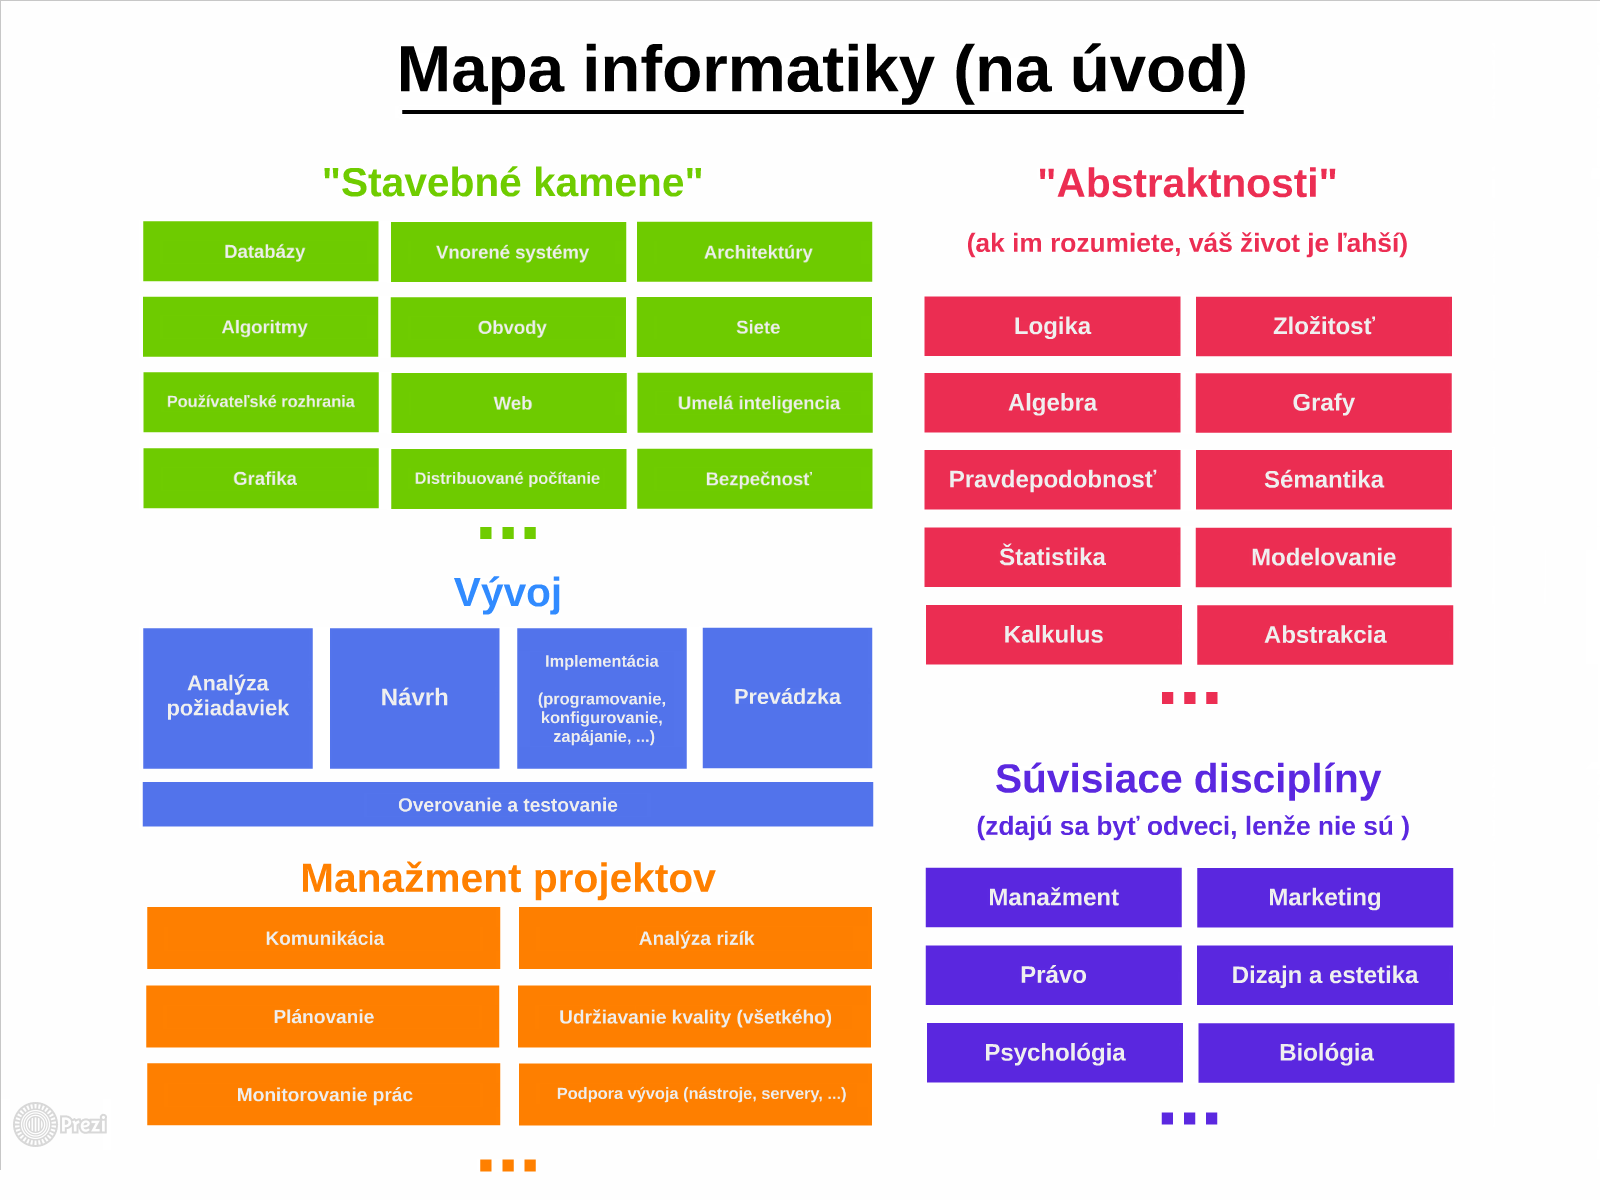 Mapa informatiky (na úvod)
"Stavebné kamene"
Databázy
Vnorené systémy
Architektúry
Algoritmy
Obvody
Siete
Používateľské rozhrania
Web
Umelá inteligencia
Grafika
Distribuované počítanie
Bezpečnosť
...
Vývoj
Analýza
požiadaviek
Návrh
Implementácia
(programovanie,
konfigurovanie,
zapájanie, ...)
Prevádzka
Overovanie a testovanie
Manažment projektov
Komunikácia
Analýza rizík
Plánovanie
Udržiavanie kvality (všetkého)
Monitorovanie prác
Podpora vývoja (nástroje, servery, ...)
...
"Abstraktnosti"
(ak im rozumiete, váš život je ľahší)
Logika
Zložitosť
Algebra
Grafy
Pravdepodobnosť
Sémantika
Štatistika
Modelovanie
Kalkulus
Abstrakcia
...
Súvisiace disciplíny
(zdajú sa byť odveci, lenže nie sú )
Manažment
Marketing
Právo
Dizajn a estetika
Psychológia
Biológia
...
Prezi